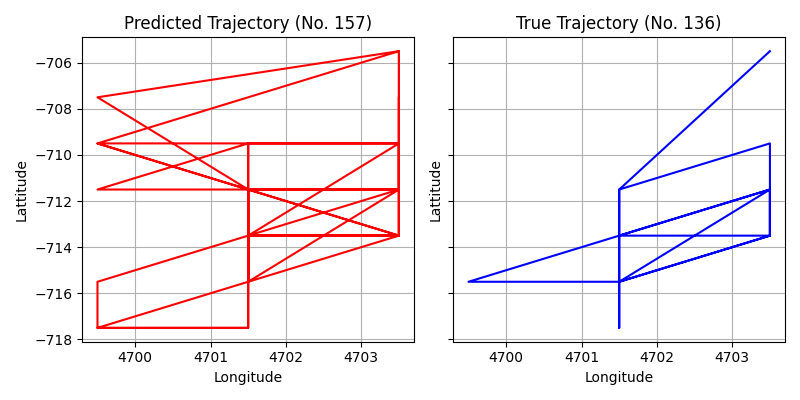 Predicted Trajectory (No. 157)
True Trajectory (No. 136)
−706
−708
−710
−712
−714
−716
−718
Lattitude
Lattitude
4700
4701
4702
4703
4700
4701
4702
4703
Longitude
Longitude